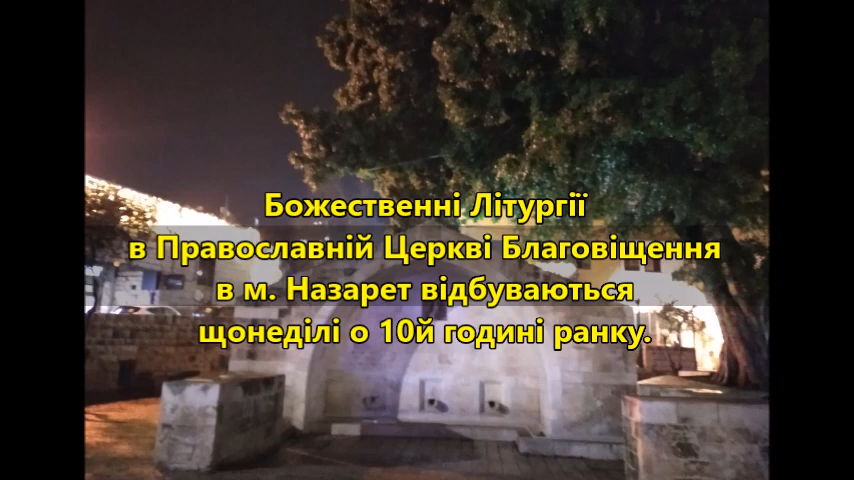 Божественні Літургії
в Православній Церкві Благовіщення
в м. Назарет відбуваються
щонеділі о 10й годині ранку.